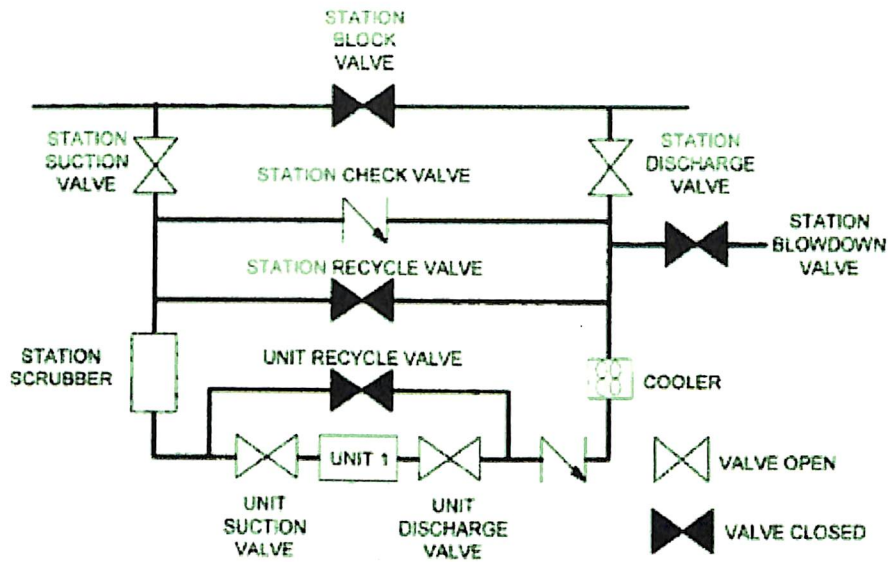 STATION
BLOCK
VALVE
STATION
SUCTION
VALVE
STATION CHECK VALVE
STATION
DISCHARGE
VALVE
STATION
BLOWDOWN
VALVE
STATION RECYCLE VALVE
STATION
SCRUBBER
UNIT RECYCLE VALVE
COOLER
UNIT 1
VALVE OPEN
UNIT
SUCTION
VALVE
UNIT
DISCHARGE
VALVE
VALVE CLOSED